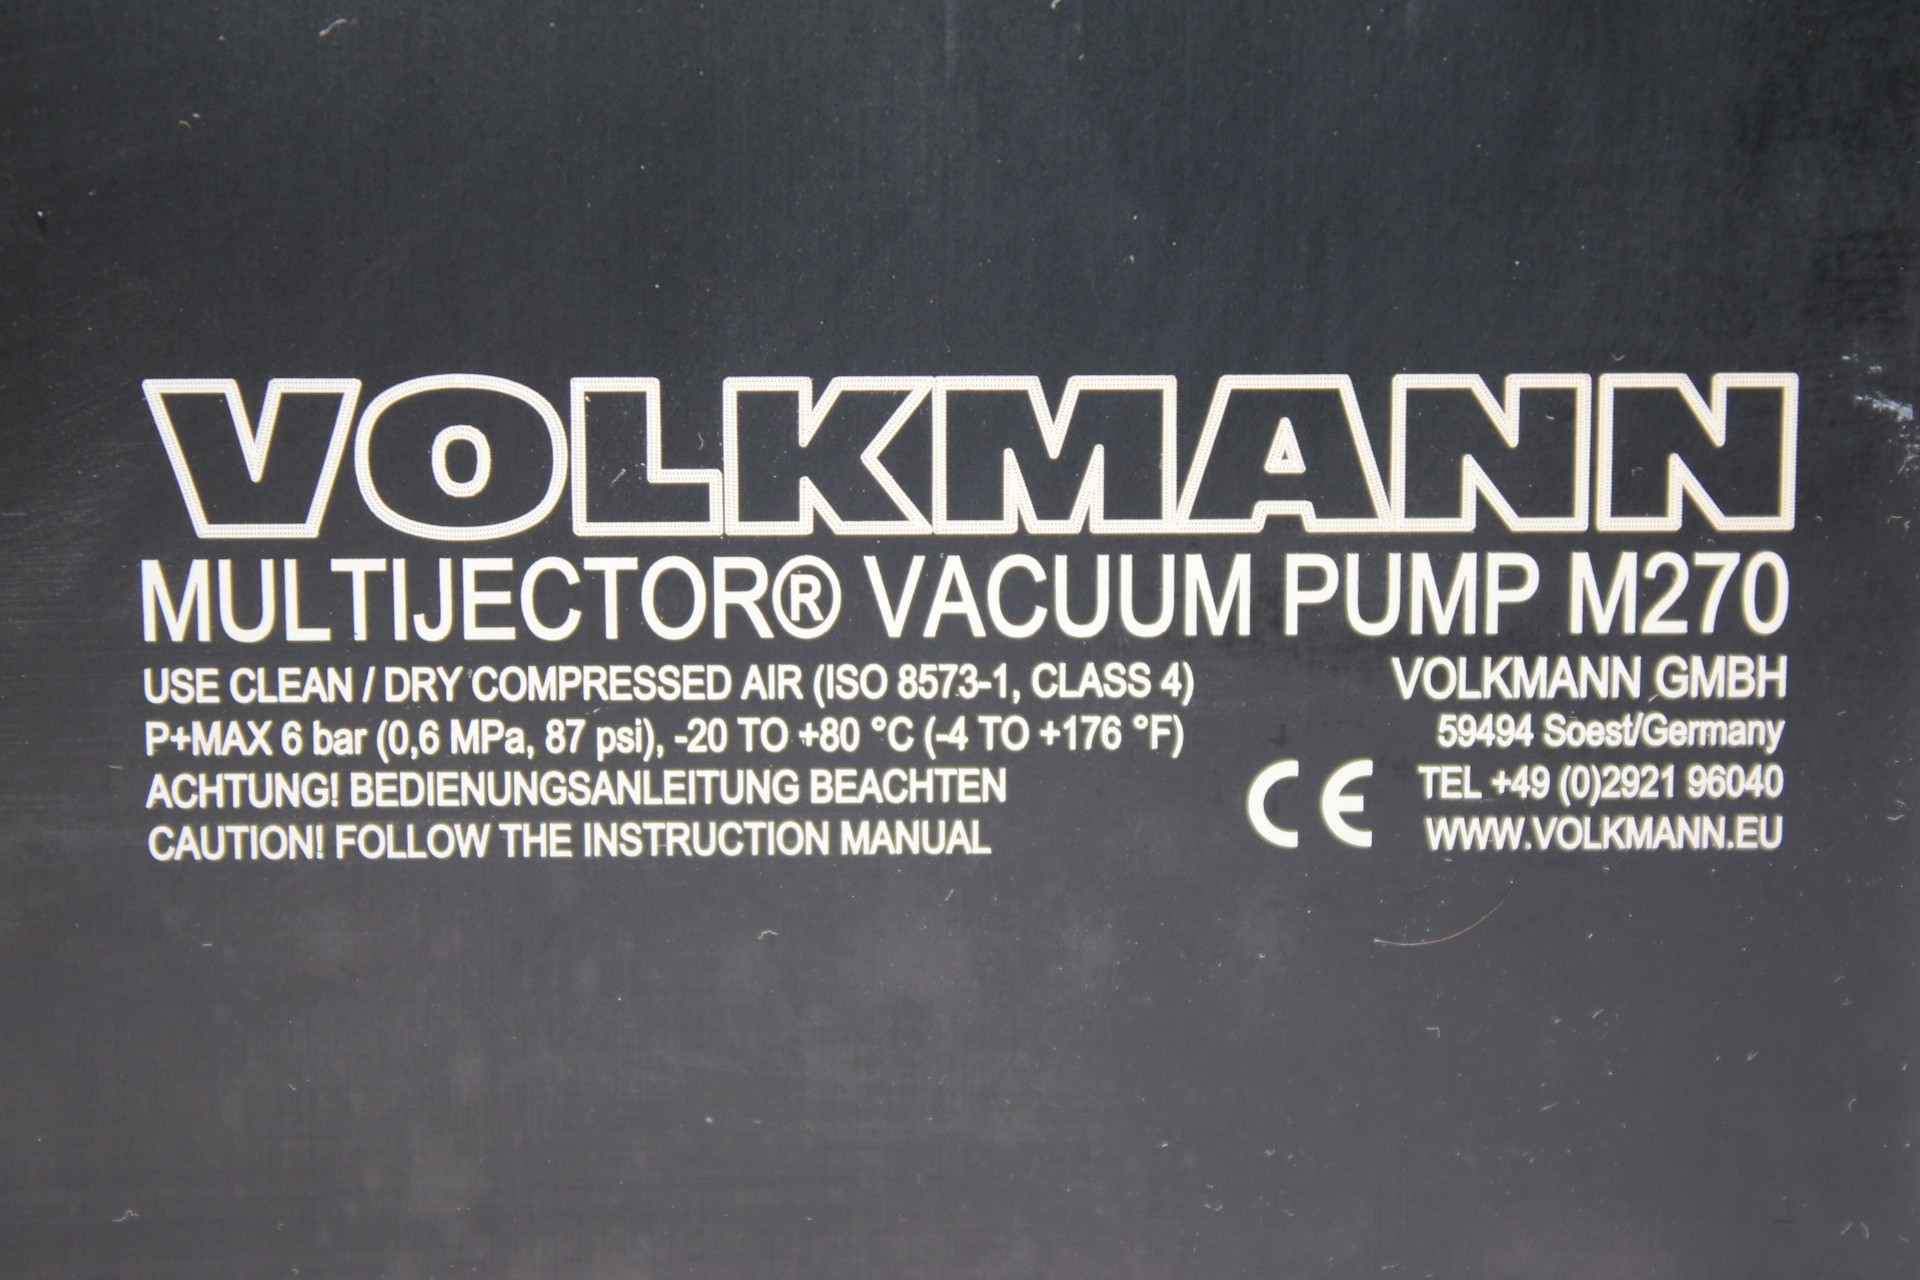 VOLKMANN
MULTIJECTOR® VACUUM PUMP M270
USE CLEAN / DRY COMPRESSED AIR (ISO 8573-1, CLASS 4)
P+MAX 6 bar (0,6 MPa, 87 psi), -20 TO +80 °C (-4 TO +176 °F)
ACHTUNG! BEDIENUNGSANLEITUNG BEACHTEN
CAUTION! FOLLOW THE INSTRUCTION MANUAL
CE
VOLKMANN GMBH
59494 Soest/Germany
TEL +49 (0)2921 96040
WWW.VOLKMANN.EU